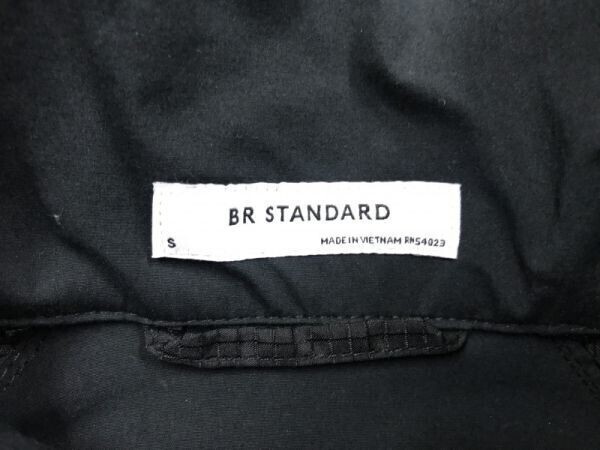 BR STANDARD
S MADE IN VIETNAM RN54023